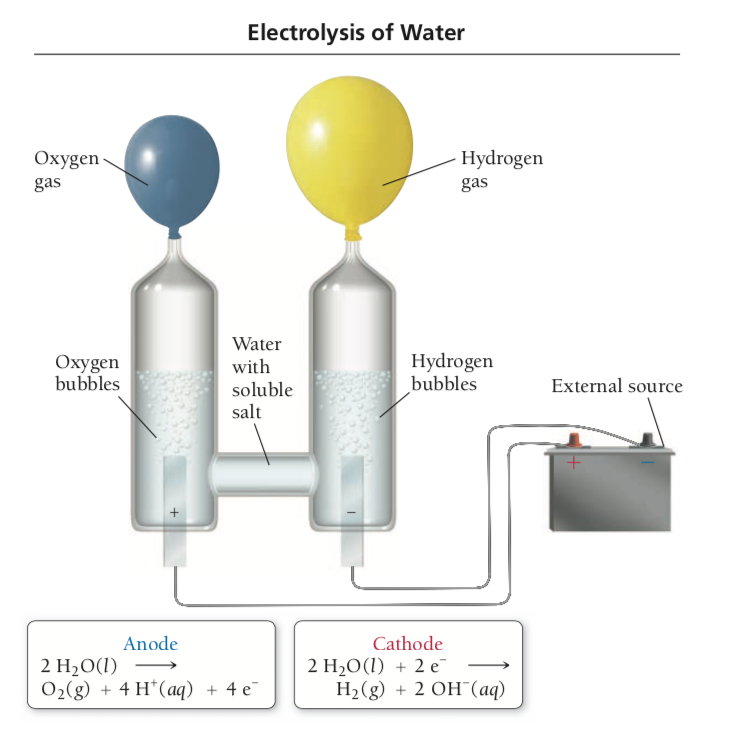 Electrolysis of Water
Oxygen
gas
Hydrogen
gas
Water
with
soluble
salt
Oxygen
bubbles
Hydrogen
bubbles
External source
+
−
+
−
Anode
2 H₂O(l) ⟶
O₂(g) + 4 H⁺(aq) + 4 e⁻
Cathode
2 H₂O(l) + 2 e⁻ ⟶
H₂(g) + 2 OH⁻(aq)